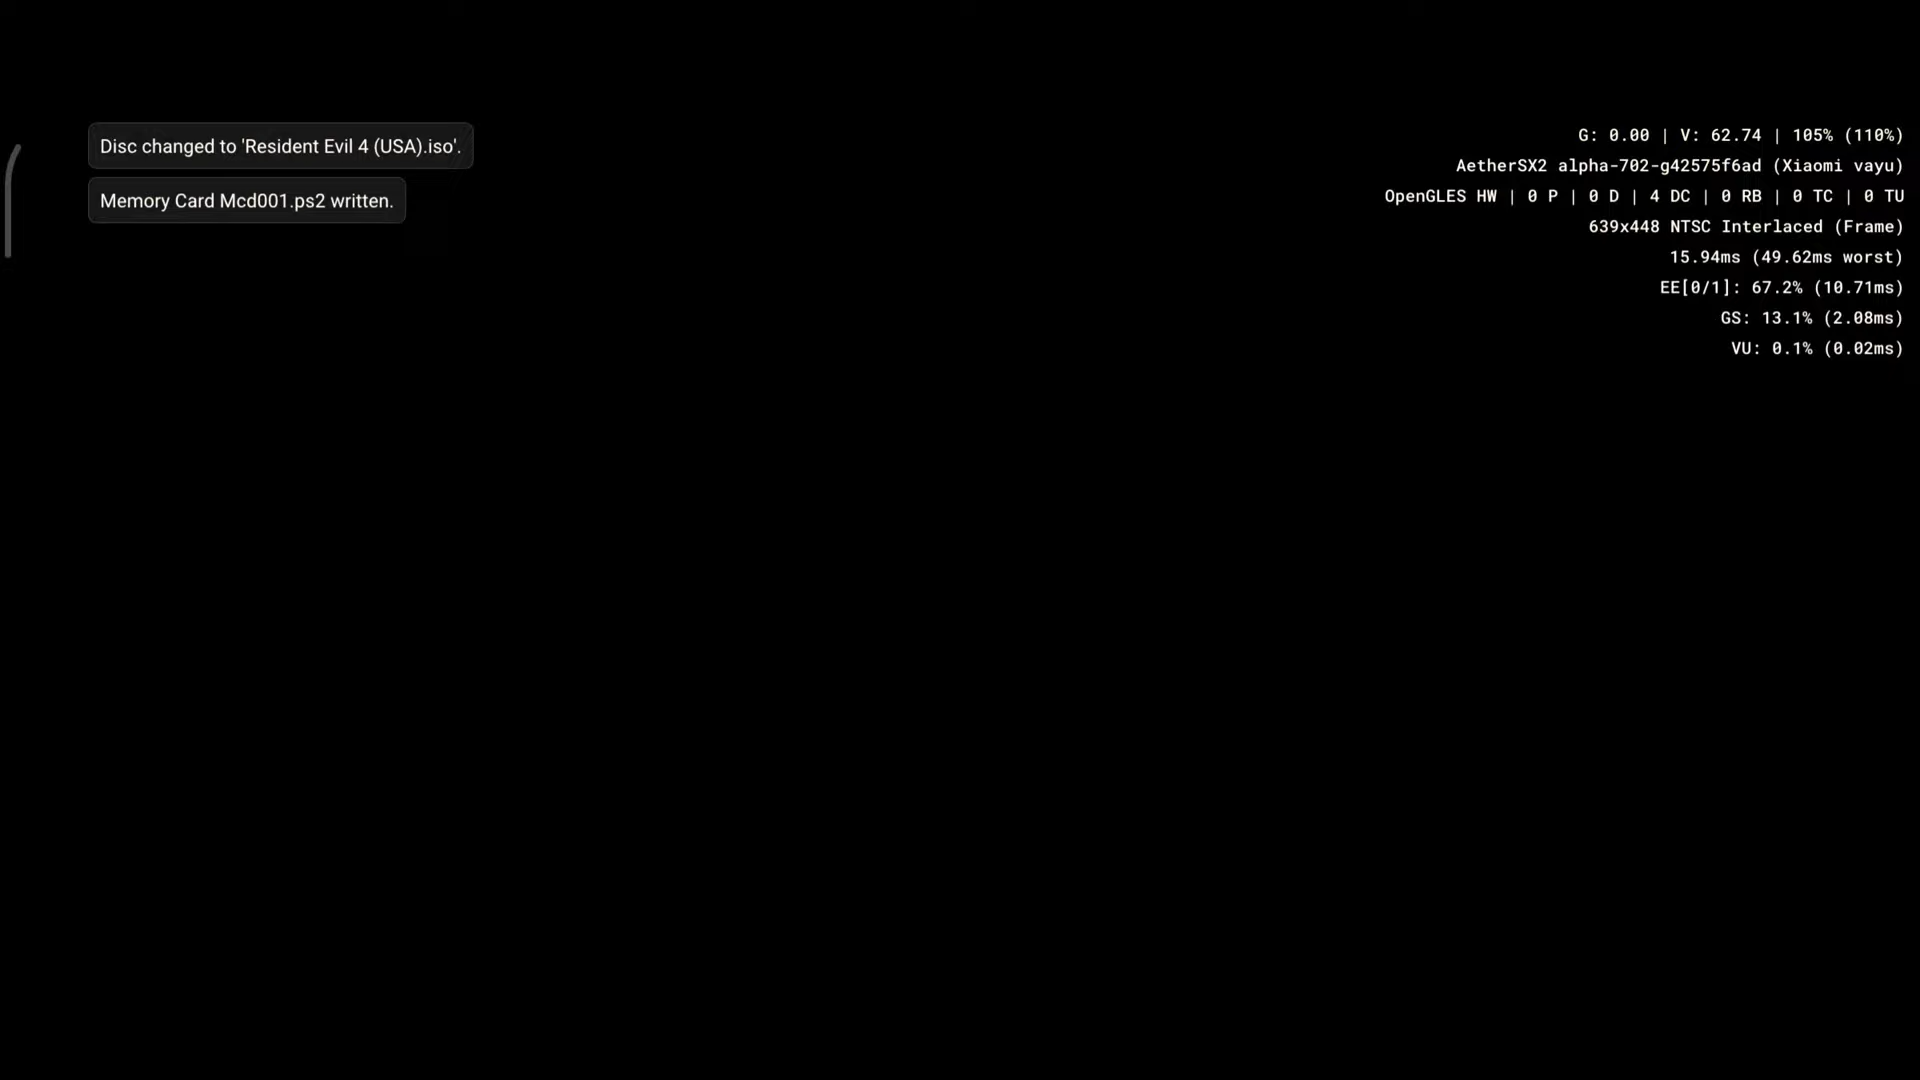 Disc changed to 'Resident Evil 4 (USA).iso'.
Memory Card Mcd001.ps2 written.
G: 0.00 | V: 62.74 | 105% (110%)
AetherSX2 alpha-702-g42575f6ad (Xiaomi vayu)
OpenGLES HW | 0 P | 0 D | 4 DC | 0 RB | 0 TC | 0 TU
639x448 NTSC Interlaced (Frame)
15.94ms (49.62ms worst)
EE[0/1]: 67.2% (10.71ms)
GS: 13.1% (2.08ms)
VU: 0.1% (0.02ms)